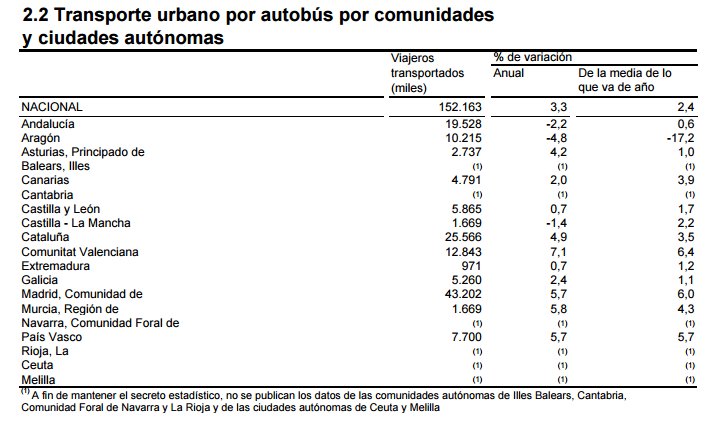 2.2 Transporte urbano por autobús por comunidades
y ciudades autónomas
Viajeros % de variación
transportados Anual De la media de lo
(miles) que va de año
NACIONAL 152.163 3,3 2,4
Andalucía 19.528 -2,2 0,6
Aragón 10.215 -4,8 -17,2
Asturias, Principado de 2.737 4,2 1,0
Balears, Illes (1) (1) (1)
Canarias 4.791 2,0 3,9
Cantabria (1) (1) (1)
Castilla y León 5.865 0,7 1,7
Castilla - La Mancha 1.669 -1,4 2,2
Cataluña 25.566 4,9 3,5
Comunitat Valenciana 12.843 7,1 6,4
Extremadura 971 0,7 1,2
Galicia 5.260 2,4 1,1
Madrid, Comunidad de 43.202 5,7 6,0
Murcia, Región de 1.669 5,8 4,3
Navarra, Comunidad Foral de (1) (1) (1)
País Vasco 7.700 5,7 5,7
Rioja, La (1) (1) (1)
Ceuta (1) (1) (1)
Melilla (1) (1) (1)
(1) A fin de mantener el secreto estadístico, no se publican los datos de las comunidades autónomas de Illes Balears, Cantabria,
Comunidad Foral de Navarra y La Rioja y de las ciudades autónomas de Ceuta y Melilla